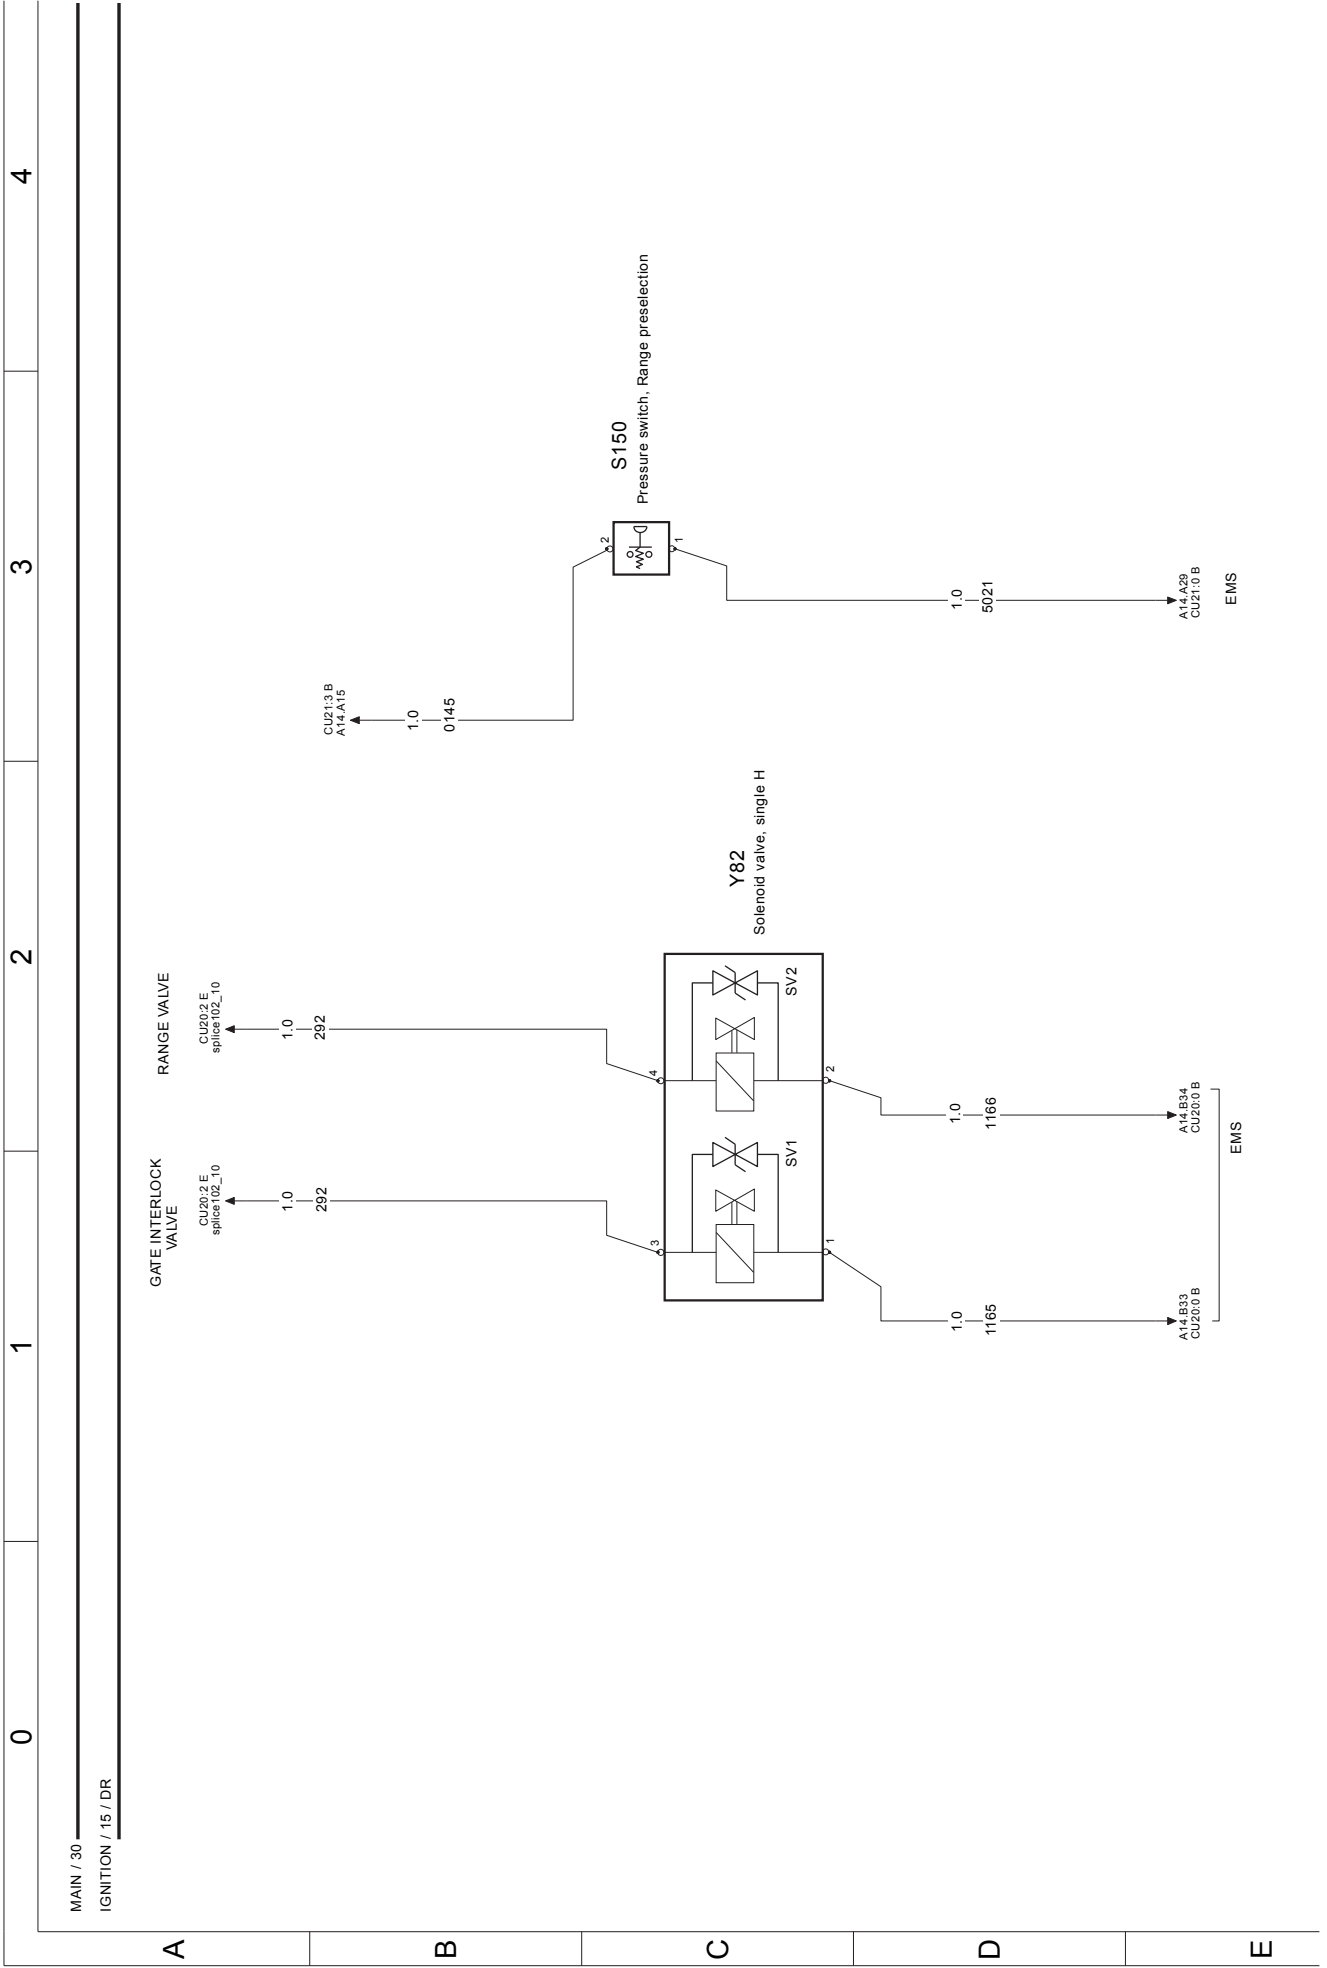 0
1
2
3
4
MAIN / 30
IGNITION / 15 / DR
A
B
C
D
E
GATE INTERLOCK
VALVE
RANGE VALVE
CU20:2 E
splice102_10
CU20:2 E
splice102_10
1.0
292
1.0
292
CU21:3 B
A14.A15
1.0
0145
3
4
SV1
SV2
1
2
Y82
Solenoid valve, single H
2
1
S150
Pressure switch, Range preselection
1.0
1165
1.0
1166
1.0
5021
A14.B33
CU20:0 B
A14.B34
CU20:0 B
EMS
A14.A29
CU21:0 B
EMS